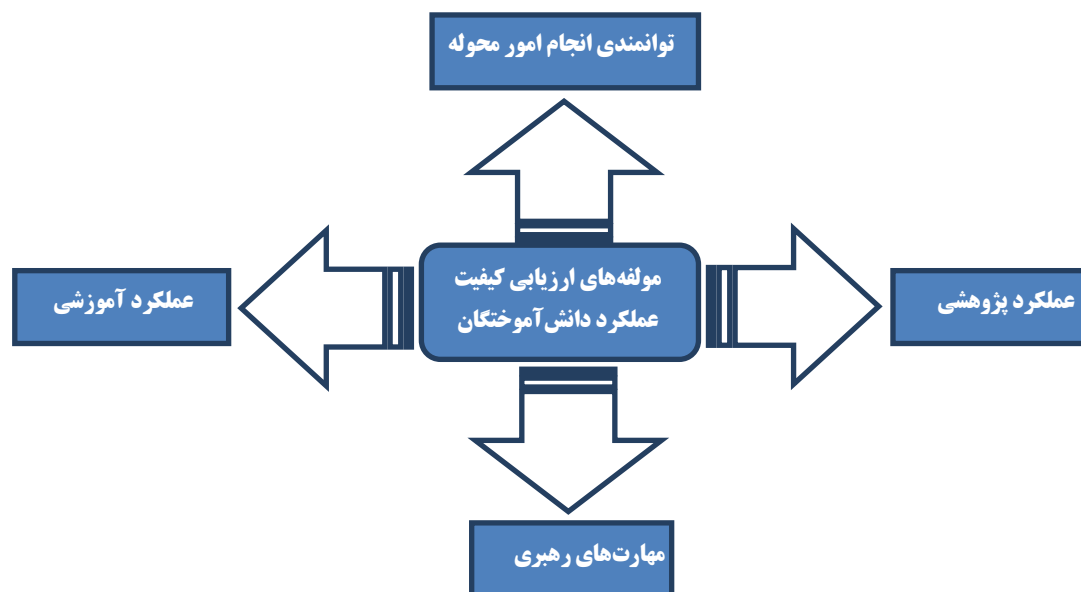 توانمندی انجام امور محوله
مولفه‌های ارزیابی کیفیت
عملکرد دانش‌آموختگان
عملکرد پژوهشی
عملکرد آموزشی
مهارت‌های رهبری